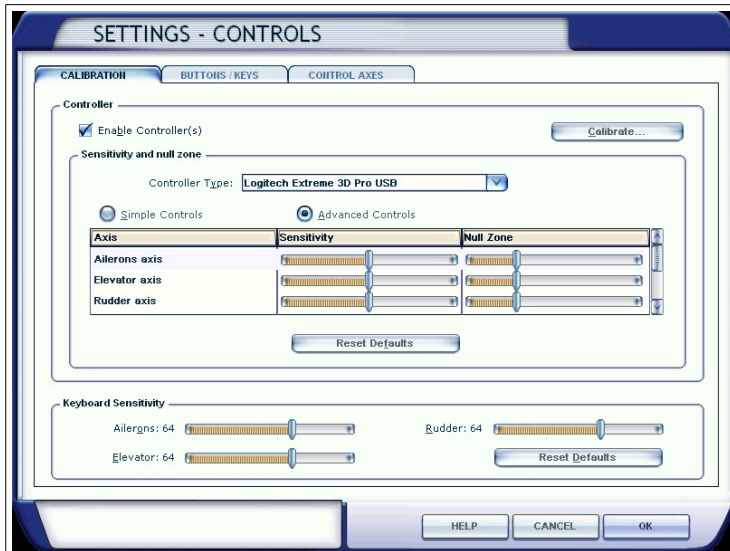 SETTINGS - CONTROLS
CALIBRATION BUTTONS / KEYS CONTROL AXES
Controller
Enable Controller(s) Calibrate...
Sensitivity and null zone
Controller Type: Logitech Extreme 3D Pro USB
Simple Controls Advanced Controls
Axis Sensitivity Null Zone
Ailerons axis
Elevator axis
Rudder axis
Reset Defaults
Keyboard Sensitivity
Ailerons: 64 Rudder: 64
Elevator: 64 Reset Defaults
HELP CANCEL OK